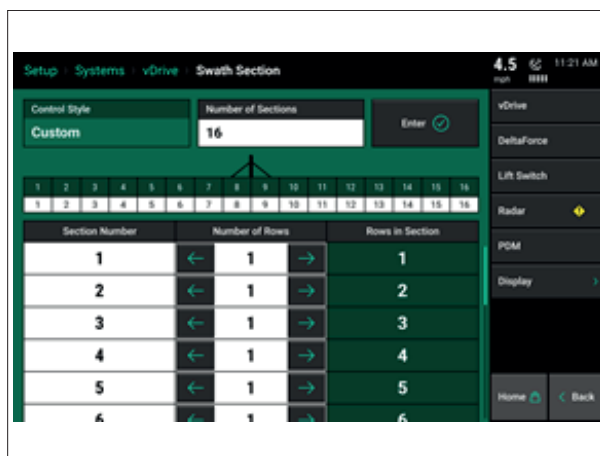 Setup Systems vDrive Swath Section
4.5 mph 11:21 AM
Control Style
Custom
Number of Sections
16
Enter
1 2 3 4 5 6 7 8 9 10 11 12 13 14 15 16
1 2 3 4 5 6 7 8 9 10 11 12 13 14 15 16
Section Number Number of Rows Rows in Section
1 ← 1 → 1
2 ← 1 → 2
3 ← 1 → 3
4 ← 1 → 4
5 ← 1 → 5
6 ← 1 → 6
vDrive
DeltaForce
Lift Switch
Radar
PDM
Display >
Home < Back